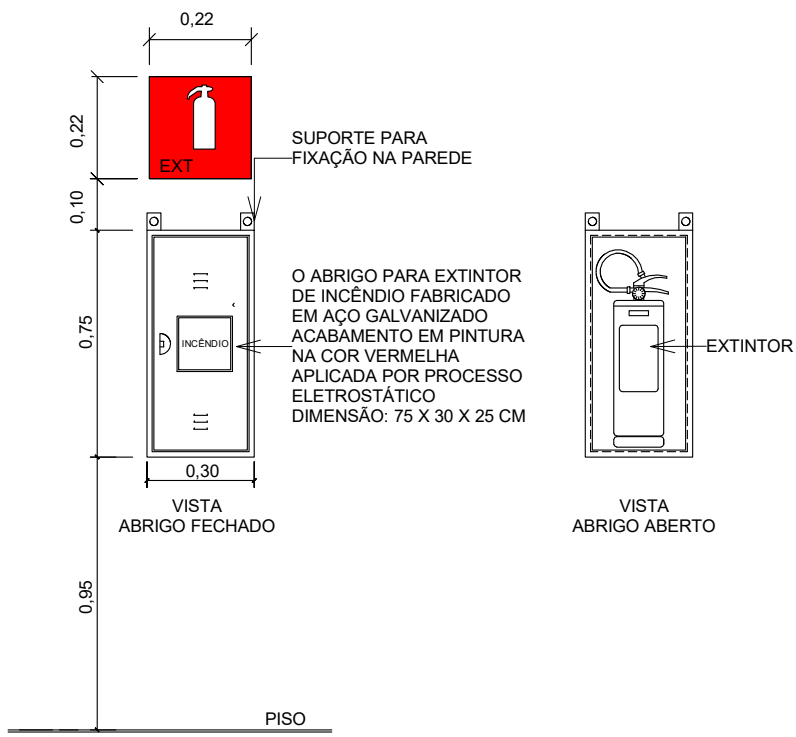 0,22
0,22
EXT
SUPORTE PARA
FIXAÇÃO NA PAREDE
0,10
0,75
INCÊNDIO
O ABRIGO PARA EXTINTOR
DE INCÊNDIO FABRICADO
EM AÇO GALVANIZADO
ACABAMENTO EM PINTURA
NA COR VERMELHA
APLICADA POR PROCESSO
ELETROSTÁTICO
DIMENSÃO: 75 X 30 X 25 CM
EXTINTOR
0,30
VISTA
ABRIGO FECHADO
VISTA
ABRIGO ABERTO
0,95
PISO